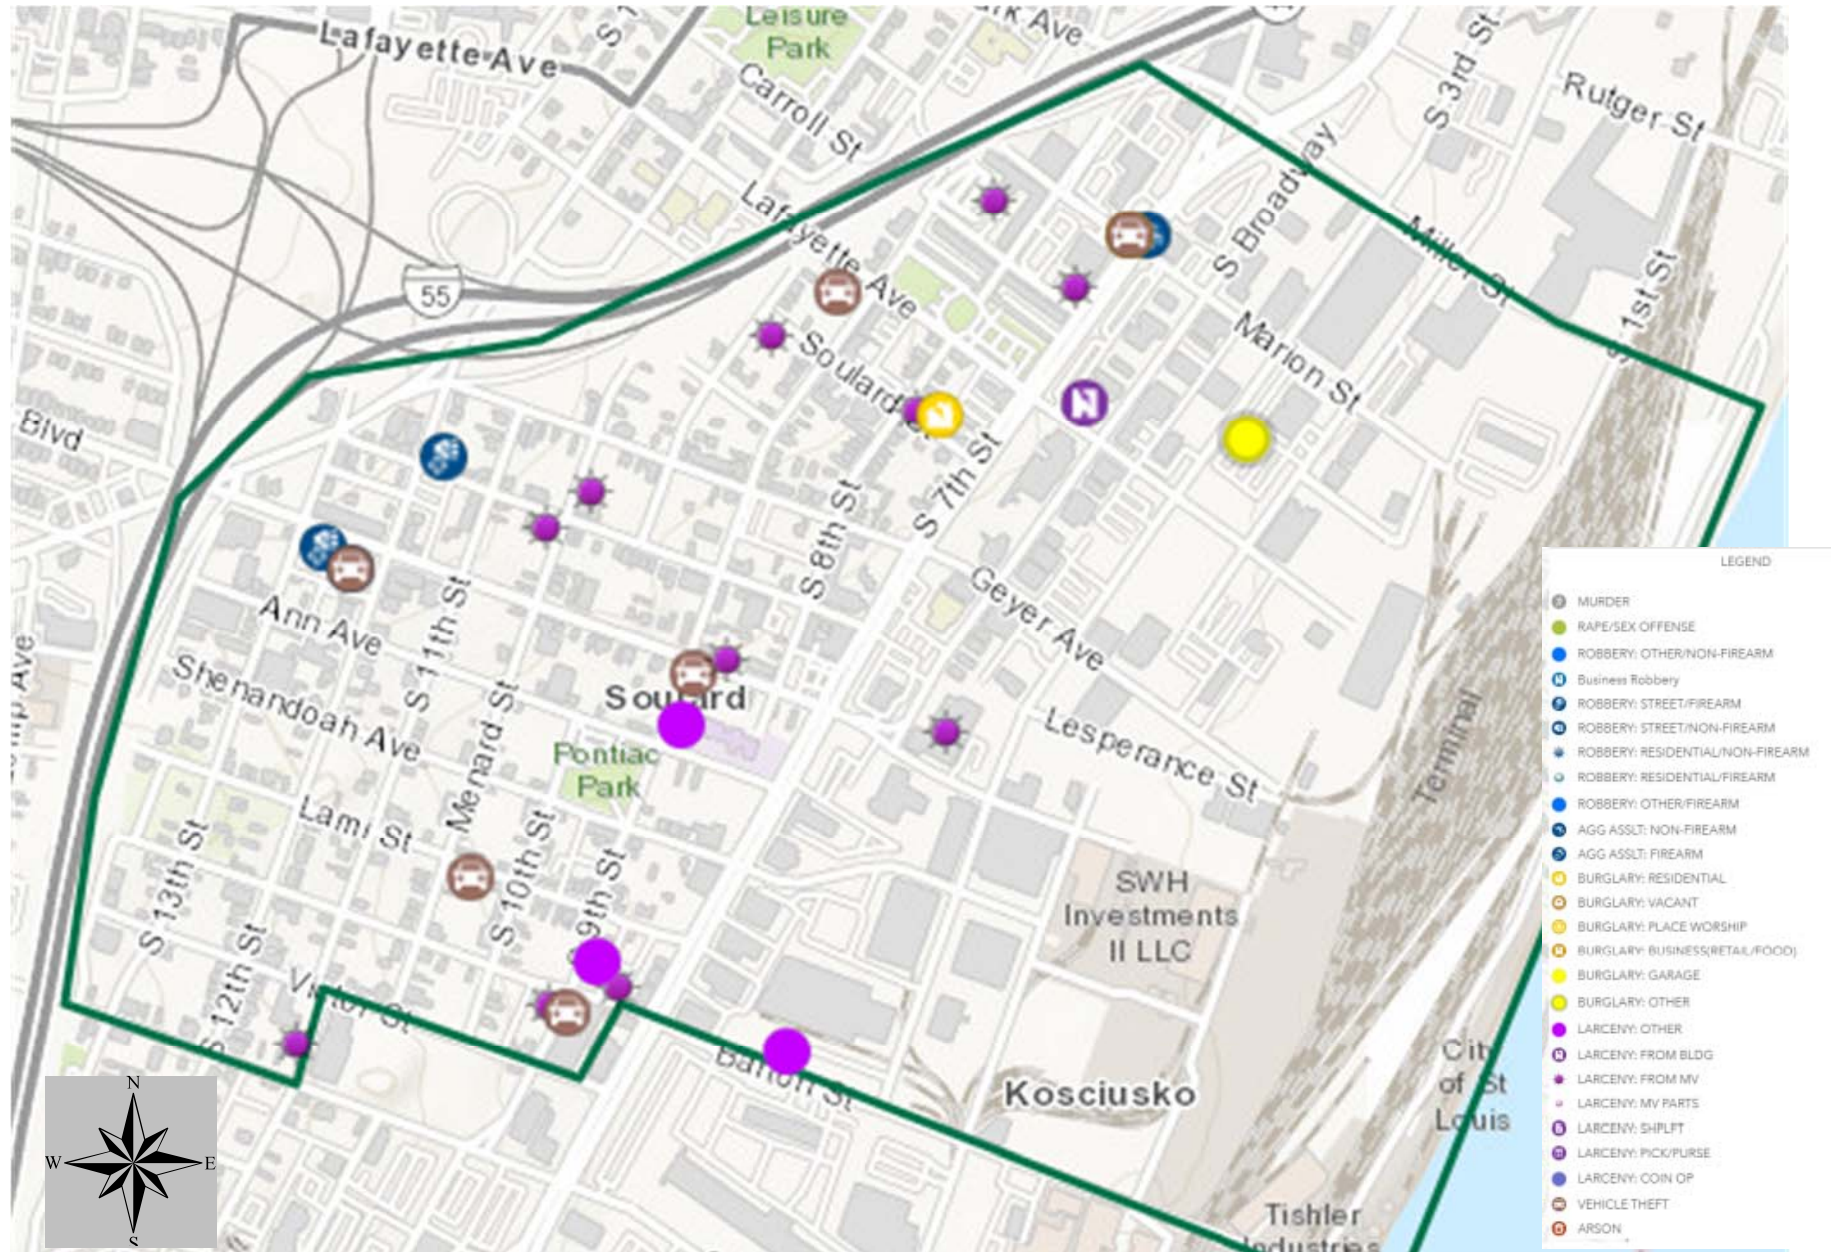 Leisure
Park
Ave
Lafayette Ave
Carroll St
S 3rd St
Rutger St
Lafayette Ave
S Broadway
Miller St
S 1st St
55
Marion St
Soulard
Blvd
S 7th St
S 8th St
Geyer Ave
Ann Ave
S 11th St
Shenandoah Ave
Menard St
Soulard
Pontiac
Park
Lesperance St
Terminal
Lami St
S 10th St
S 13th St
9th St
SWH
Investments
II LLC
S 12th St
Victor St
Barton St
Kosciusko
City
of St
Louis
Tishler
Industries
N
W
E
S
LEGEND
MURDER
RAPE/SEX OFFENSE
ROBBERY: OTHER/NON-FIREARM
Business Robbery
ROBBERY: STREET/FIREARM
ROBBERY: STREET/NON-FIREARM
ROBBERY: RESIDENTIAL/NON-FIREARM
ROBBERY: RESIDENTIAL/FIREARM
ROBBERY: OTHER/FIREARM
AGG ASSLT: NON-FIREARM
AGG ASSLT: FIREARM
BURGLARY: RESIDENTIAL
BURGLARY: VACANT
BURGLARY: PLACE WORSHIP
BURGLARY: BUSINESS(RETAIL/FOOD)
BURGLARY: GARAGE
BURGLARY: OTHER
LARCENY: OTHER
LARCENY: FROM BLDG
LARCENY: FROM MV
LARCENY: MV PARTS
LARCENY: SHPLFT
LARCENY: PICK/PURSE
LARCENY: COIN OP
VEHICLE THEFT
ARSON